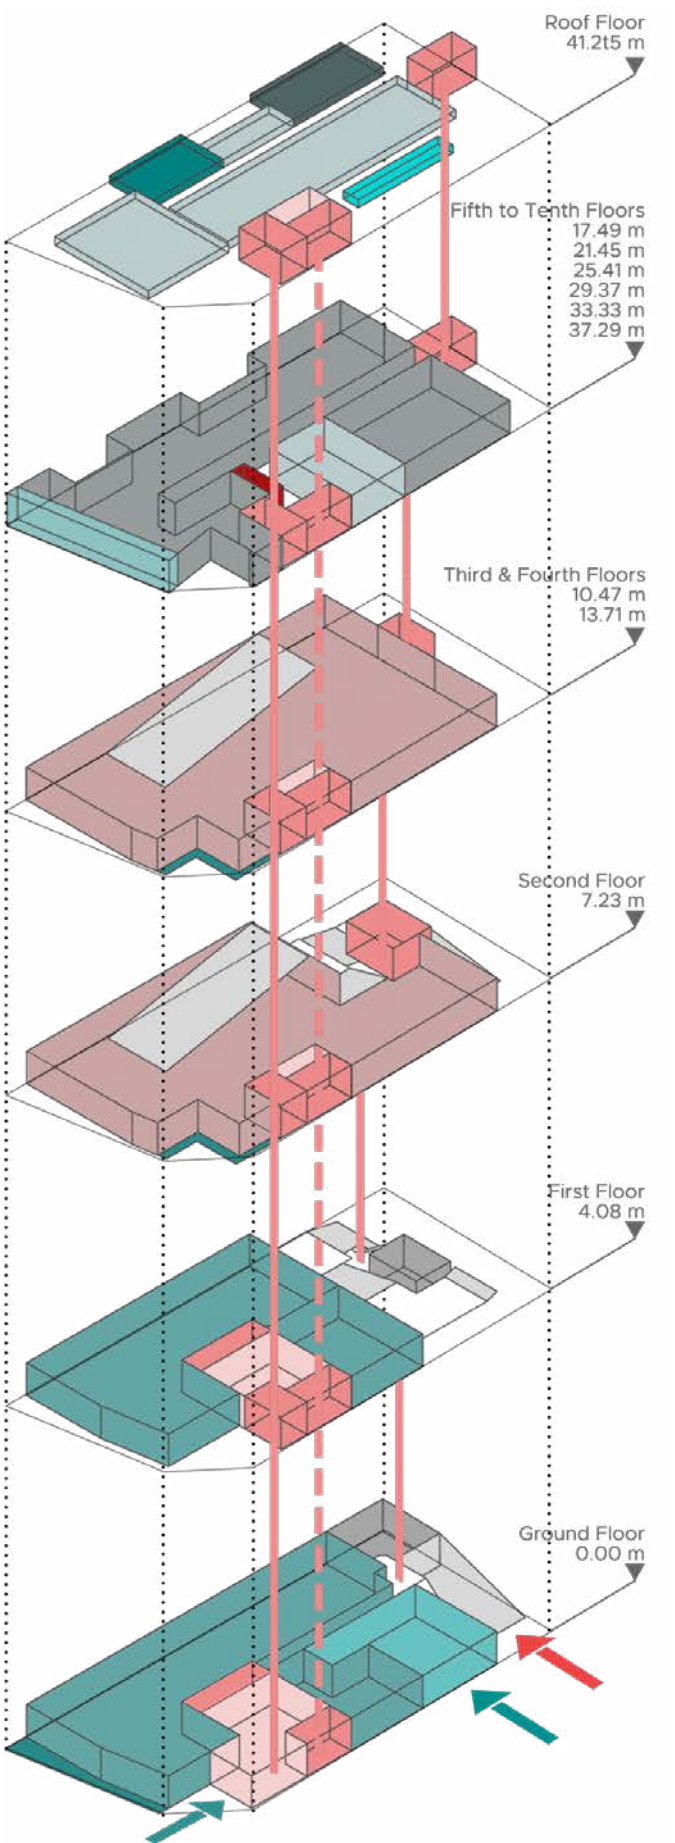 Roof Floor
41.2t5 m
Fifth to Tenth Floors
17.49 m
21.45 m
25.41 m
29.37 m
33.33 m
37.29 m
Third & Fourth Floors
10.47 m
13.71 m
Second Floor
7.23 m
First Floor
4.08 m
Ground Floor
0.00 m